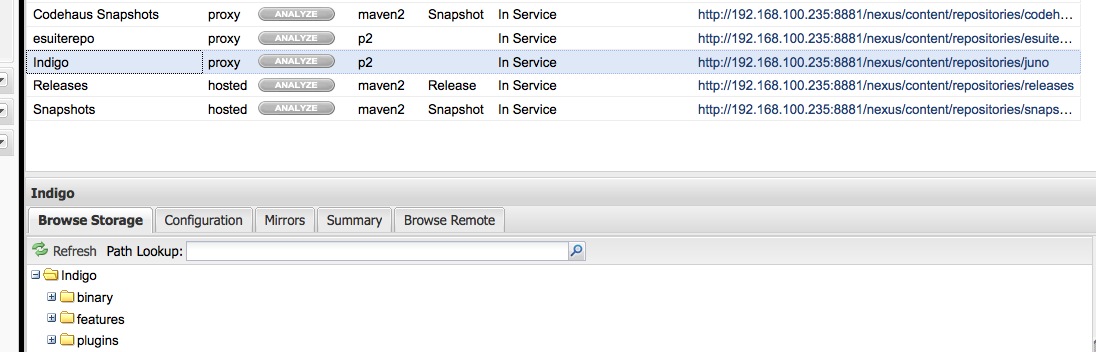 Codehaus Snapshots proxy ANALYZE maven2 Snapshot In Service http://192.168.100.235:8881/nexus/content/repositories/codeh...
esuiterepo proxy ANALYZE p2 In Service http://192.168.100.235:8881/nexus/content/repositories/esuite...
Indigo proxy ANALYZE p2 In Service http://192.168.100.235:8881/nexus/content/repositories/juno
Releases hosted ANALYZE maven2 Release In Service http://192.168.100.235:8881/nexus/content/repositories/releases
Snapshots hosted ANALYZE maven2 Snapshot In Service http://192.168.100.235:8881/nexus/content/repositories/snaps...
Indigo
Browse Storage Configuration Mirrors Summary Browse Remote
Refresh Path Lookup:
Indigo
binary
features
plugins